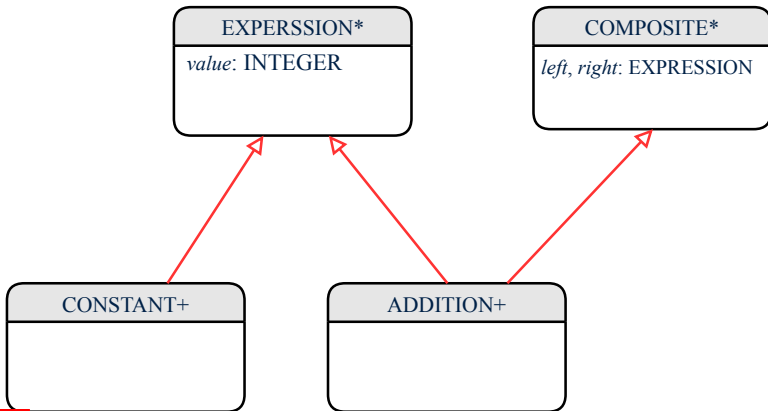 EXPERSSION*
value: INTEGER
COMPOSITE*
left, right: EXPRESSION
CONSTANT+
ADDITION+